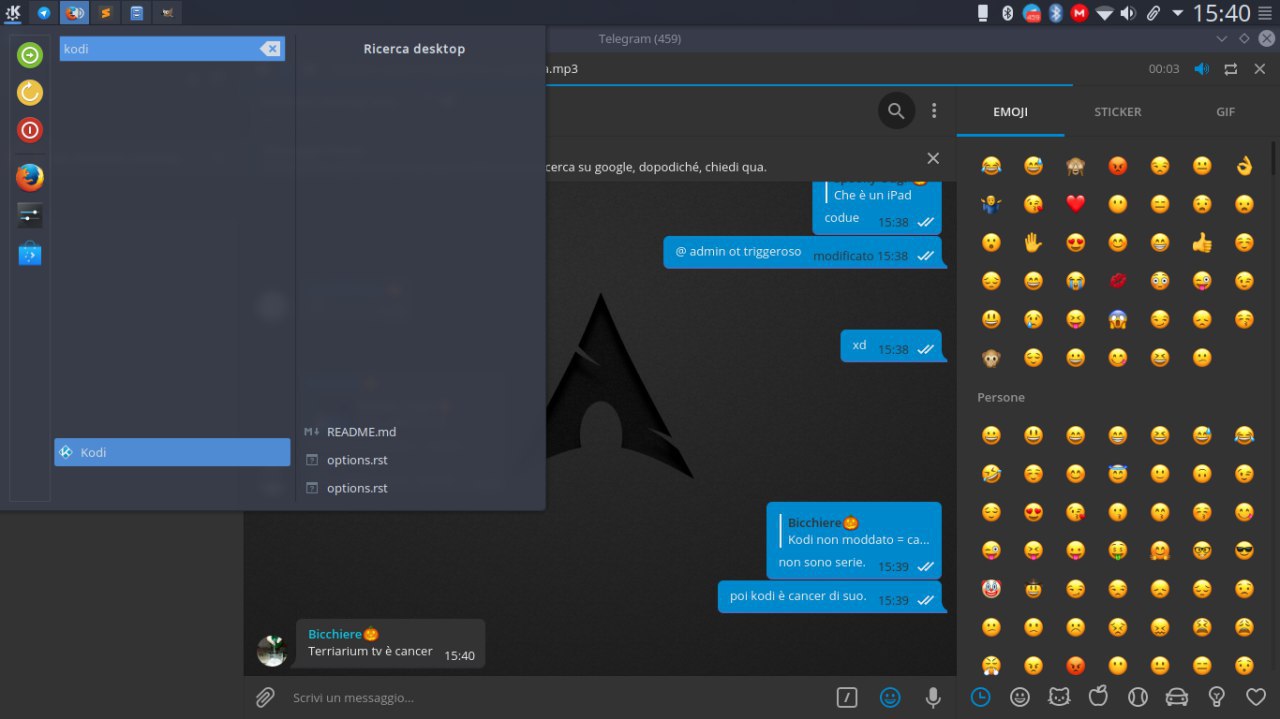 15:40
Telegram (459)
kodi
Ricerca desktop
Kodi
README.md
options.rst
options.rst
a.mp3
00:03
cerca su google, dopodiché, chiedi qua.
Che è un iPad
codue
15:38
@ admin ot triggeroso
modificato 15:38
xd
15:38
Bicchiere🎃
Kodi non moddato = ca...
non sono serie.
15:39
poi kodi è cancer di suo.
15:39
Bicchiere🎃
Terriarium tv è cancer
15:40
Scrivi un messaggio...
EMOJI
STICKER
GIF
Persone